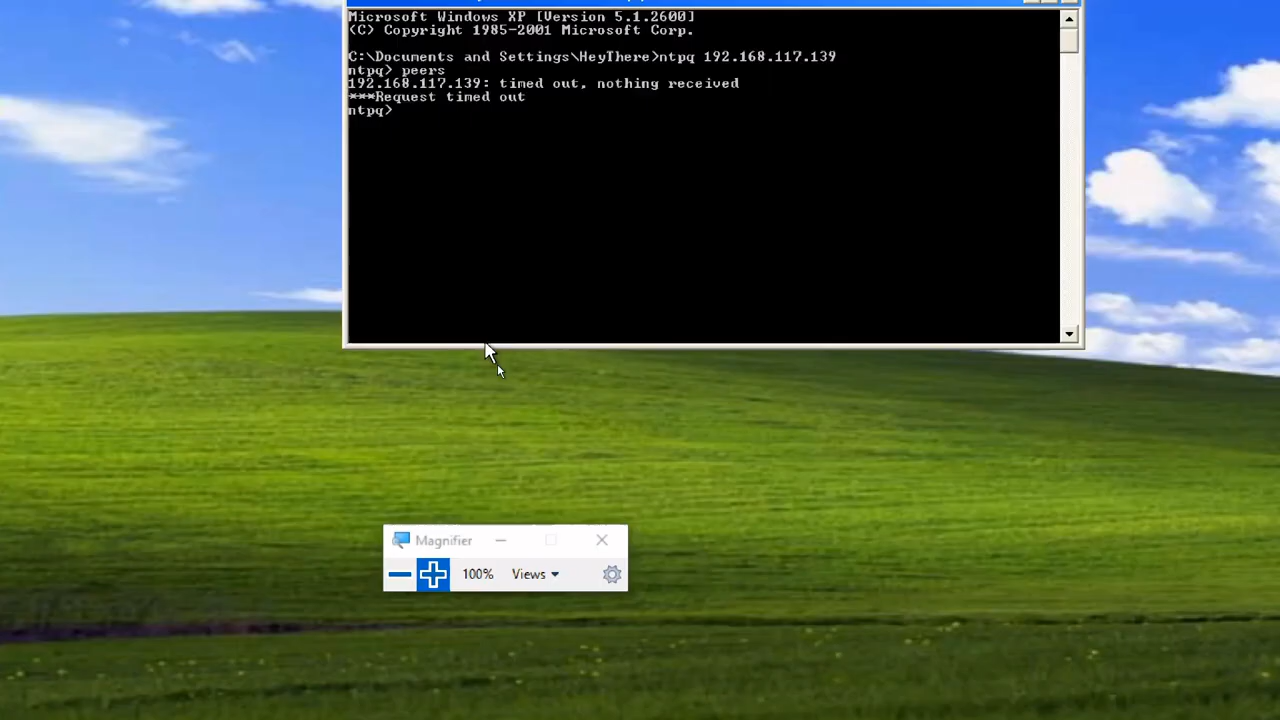 Microsoft Windows XP [Version 5.1.2600]
(C) Copyright 1985-2001 Microsoft Corp.
C:\Documents and Settings\HeyThere>ntpq 192.168.117.139
ntpq> peers
192.168.117.139: timed out, nothing received
***Request timed out
ntpq>
Magnifier
100% Views